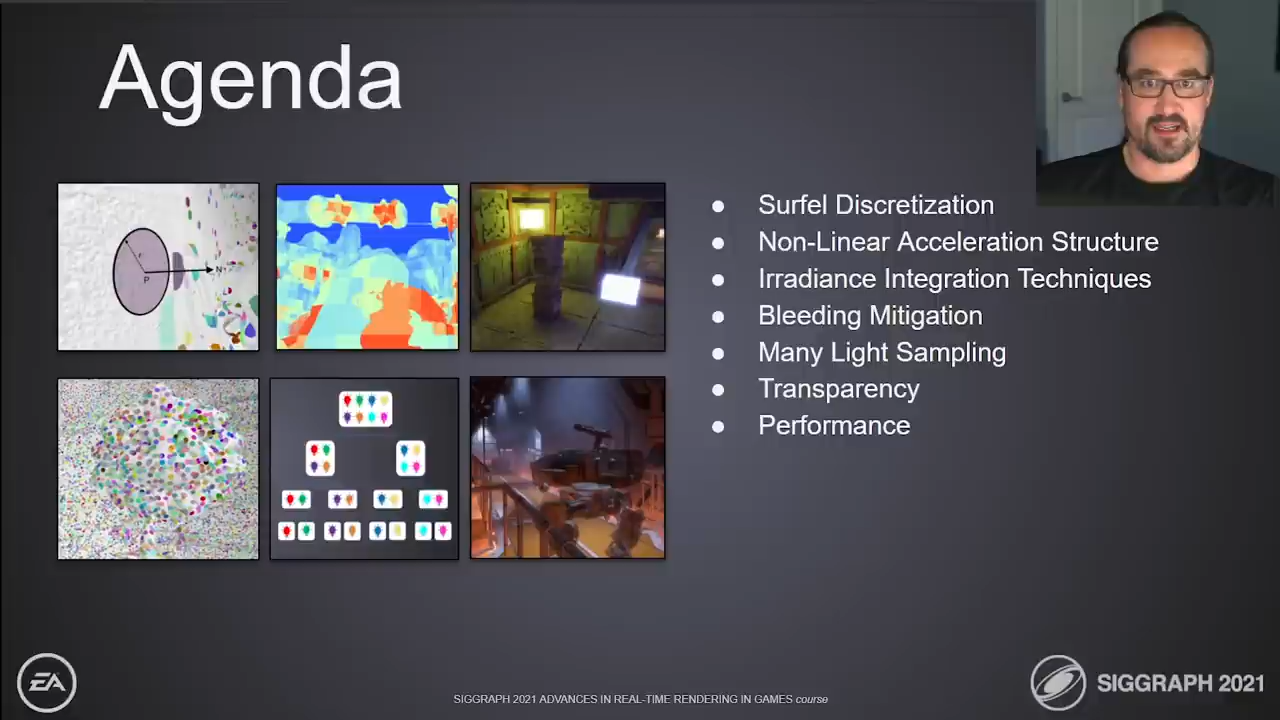 Agenda
r
P
N
● Surfel Discretization
● Non-Linear Acceleration Structure
● Irradiance Integration Techniques
● Bleeding Mitigation
● Many Light Sampling
● Transparency
● Performance
EA
SIGGRAPH 2021 ADVANCES IN REAL-TIME RENDERING IN GAMES course
SIGGRAPH 2021